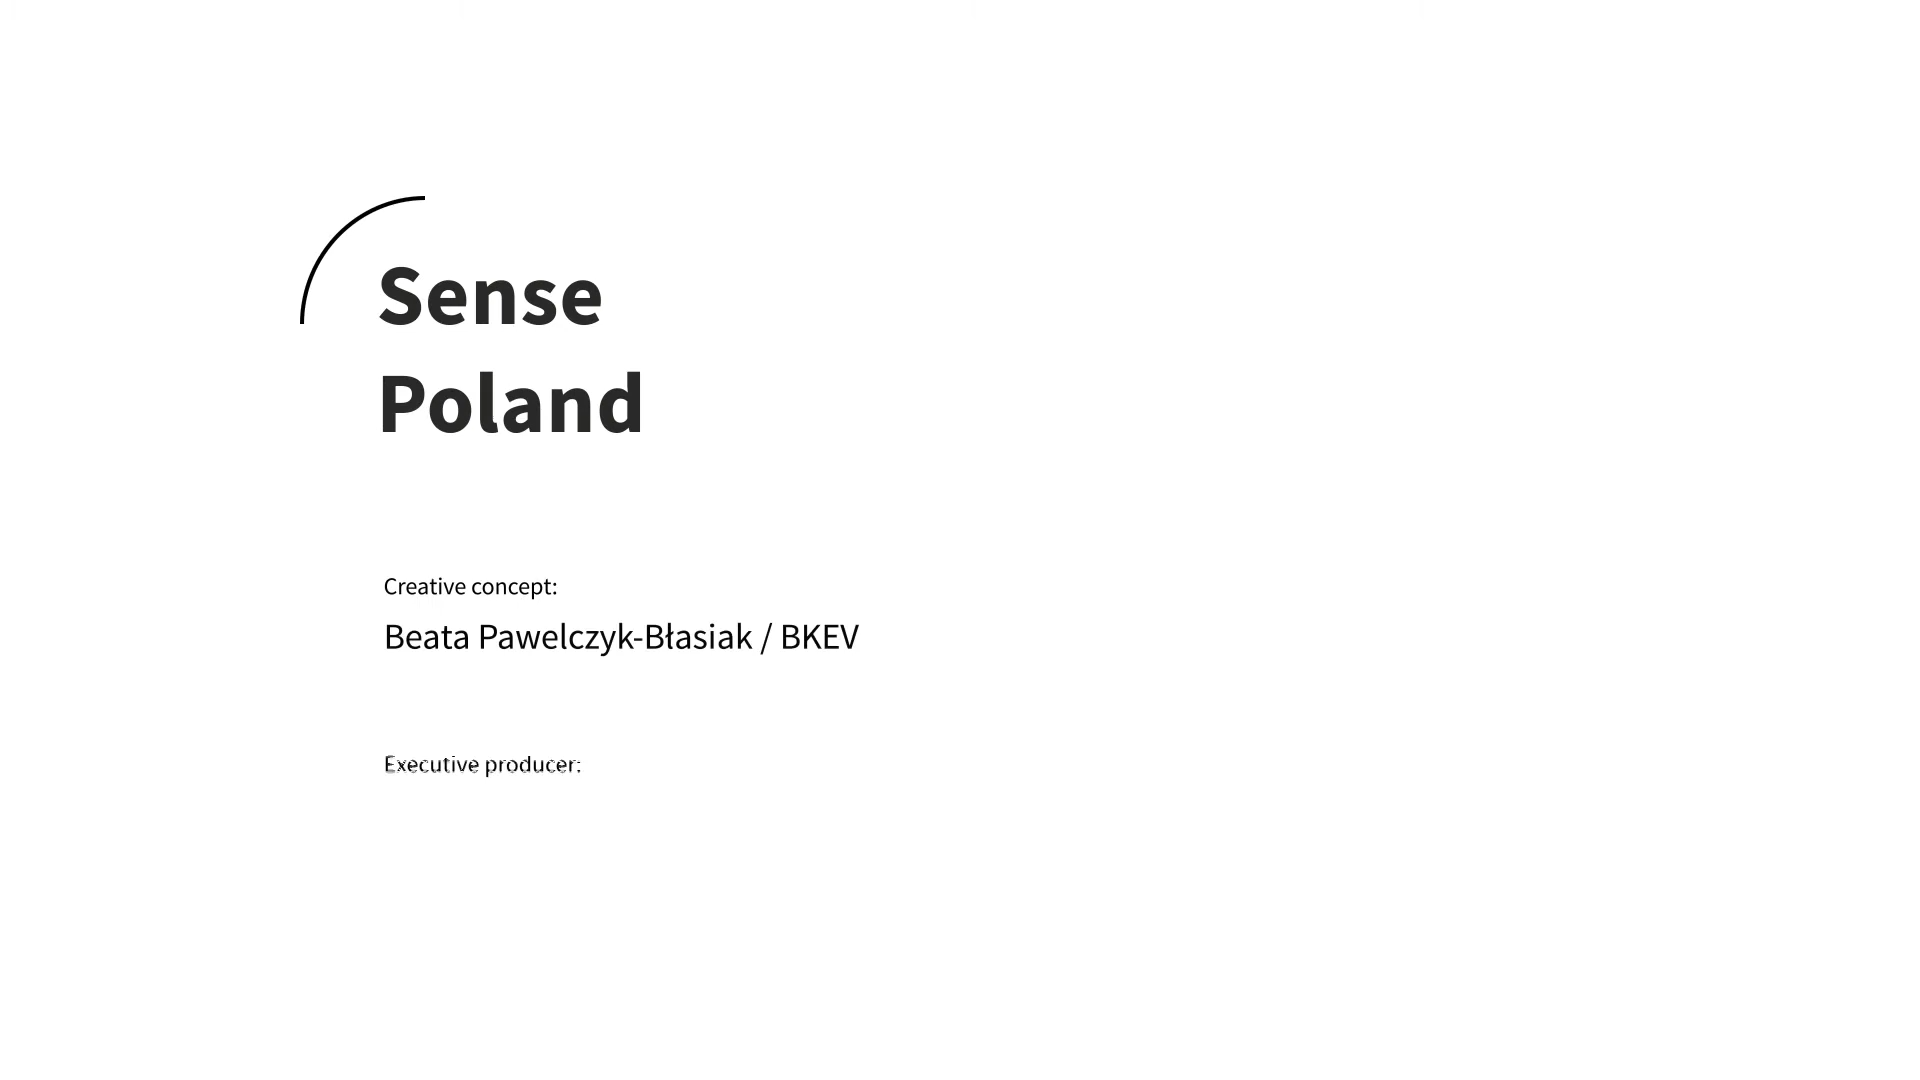 Sense
Poland
Creative concept:
Beata Pawelczyk-Błasiak / BKEV
Executive producer: